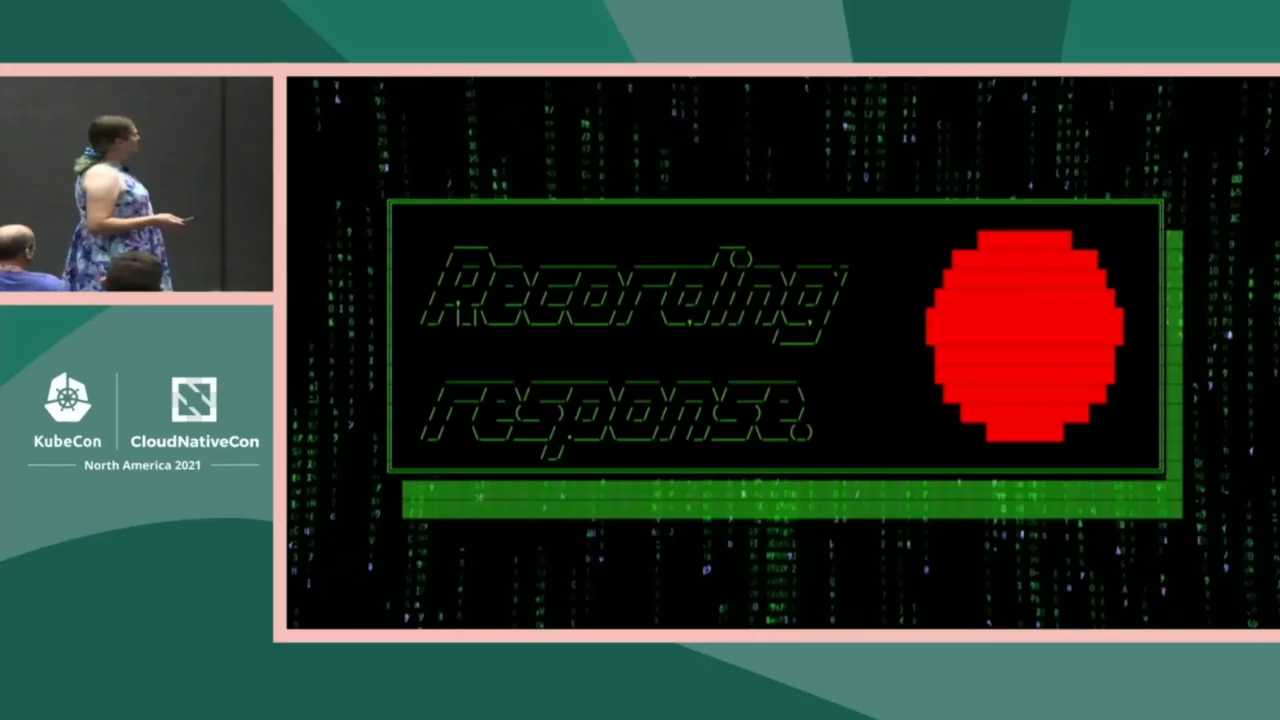 Recording
response.
KubeCon
CloudNativeCon
North America 2021